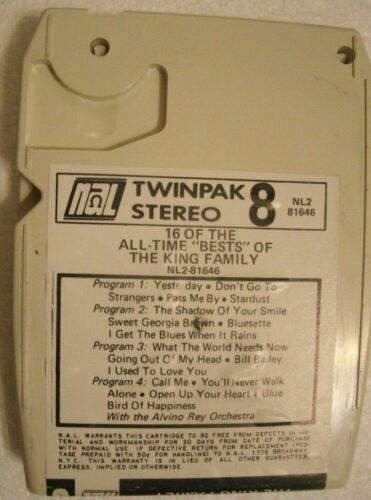 NAL TWINPAK 8 NL2
STEREO 81646
16 OF THE
ALL-TIME "BESTS" OF
THE KING FAMILY
NL2-81646
Program 1: Yesterday • Don't Go To
Strangers • Pass Me By • Stardust
Program 2: The Shadow Of Your Smile
Sweet Georgia Brown • Bluesette
I Get The Blues When It Rains
Program 3: What The World Needs Now
Going Out Of My Head • Bill Bailey
I Used To Love You
Program 4: Call Me • You'll Never Walk
Alone • Open Up Your Heart • Blue
Bird Of Happiness
With the Alvino Rey Orchestra
N.A.L. WARRANTS THIS CARTRIDGE TO BE FREE FROM DEFECTS IN MA-
TERIAL AND WORKMANSHIP FOR 30 DAYS FROM DATE OF PURCHASE
WITH NORMAL USE. IF DEFECTIVE RETURN FOR REPLACEMENT (POS-
TAGE PREPAID WITH 50¢ FOR HANDLING) TO N.A.L. 1776 BROADWAY,
N.Y.C. THIS WARRANTY IS IN LIEU OF ALL OTHER GUARANTEES,
EXPRESS, IMPLIED OR OTHERWISE.